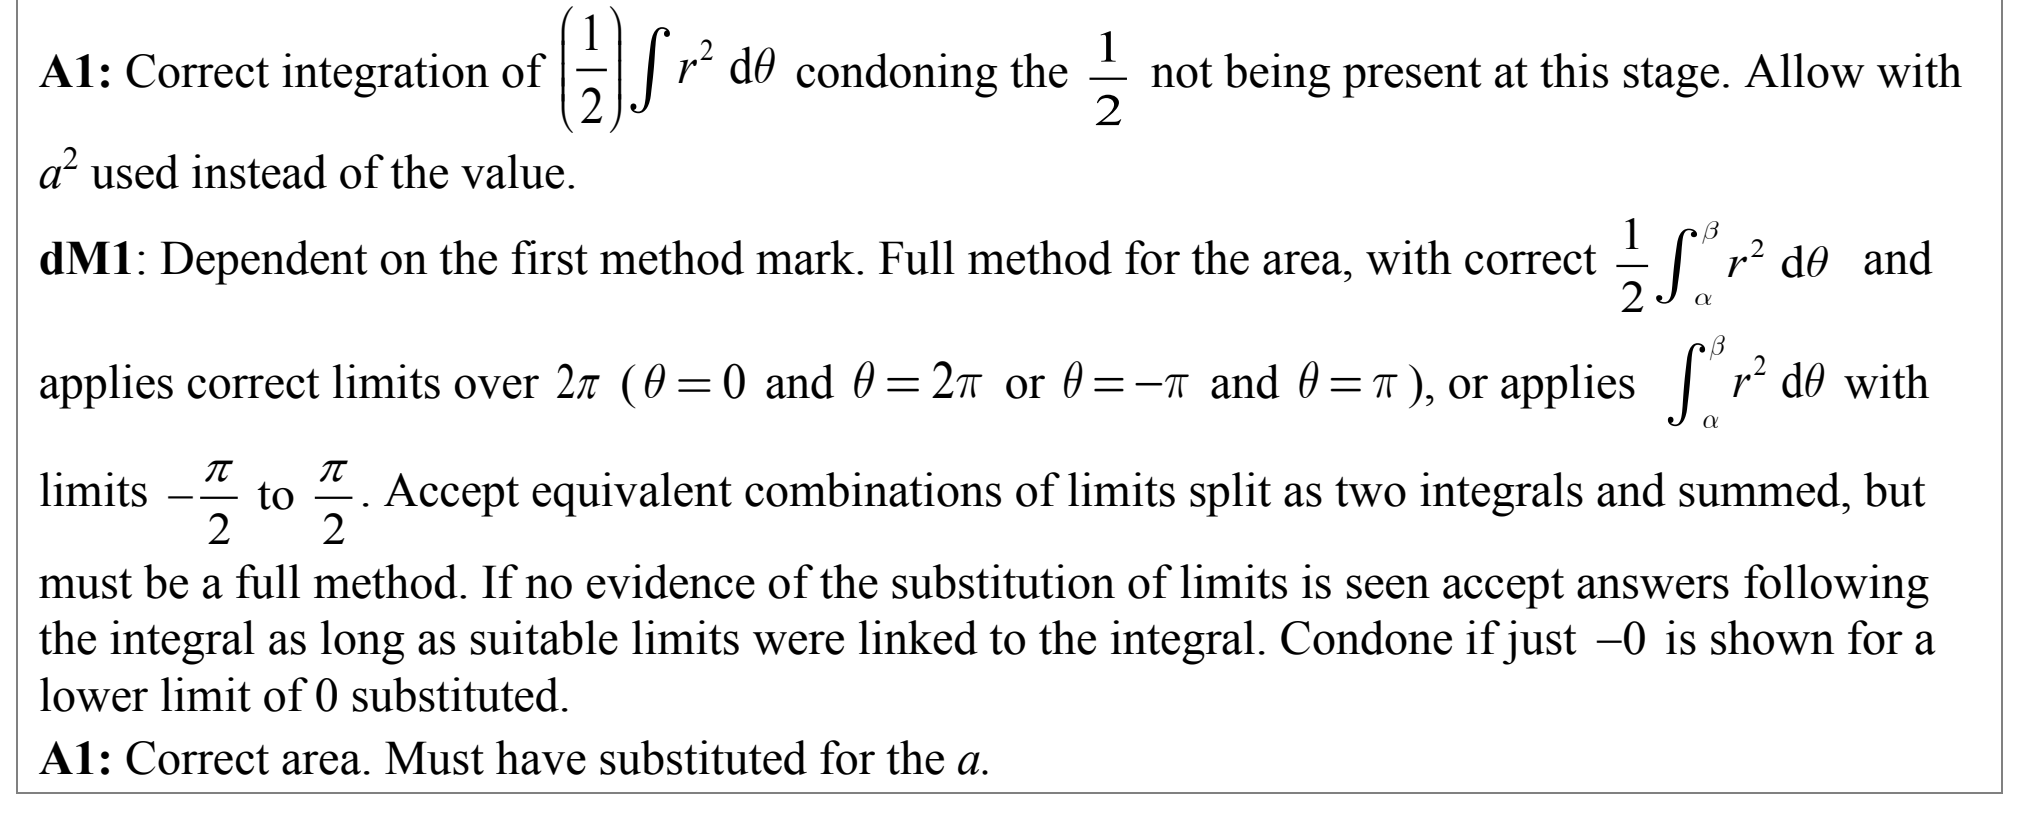 A1: Correct integration of (1/2)∫ r² dθ condoning the 1/2 not being present at this stage. Allow with
a² used instead of the value.
dM1: Dependent on the first method mark. Full method for the area, with correct 1/2 ∫_α^β r² dθ and
applies correct limits over 2π (θ = 0 and θ = 2π or θ = −π and θ = π), or applies ∫_α^β r² dθ with
limits −π/2 to π/2. Accept equivalent combinations of limits split as two integrals and summed, but
must be a full method. If no evidence of the substitution of limits is seen accept answers following
the integral as long as suitable limits were linked to the integral. Condone if just −0 is shown for a
lower limit of 0 substituted.
A1: Correct area. Must have substituted for the a.